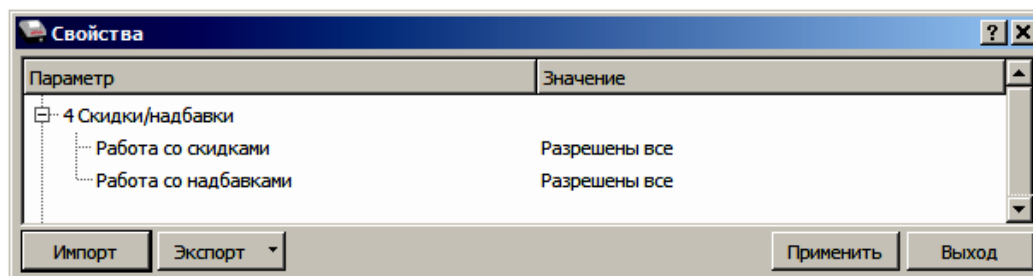 Свойства
Параметр Значение
4 Скидки/надбавки
Работа со скидками Разрешены все
Работа со надбавками Разрешены все
Импорт Экспорт Применить Выход